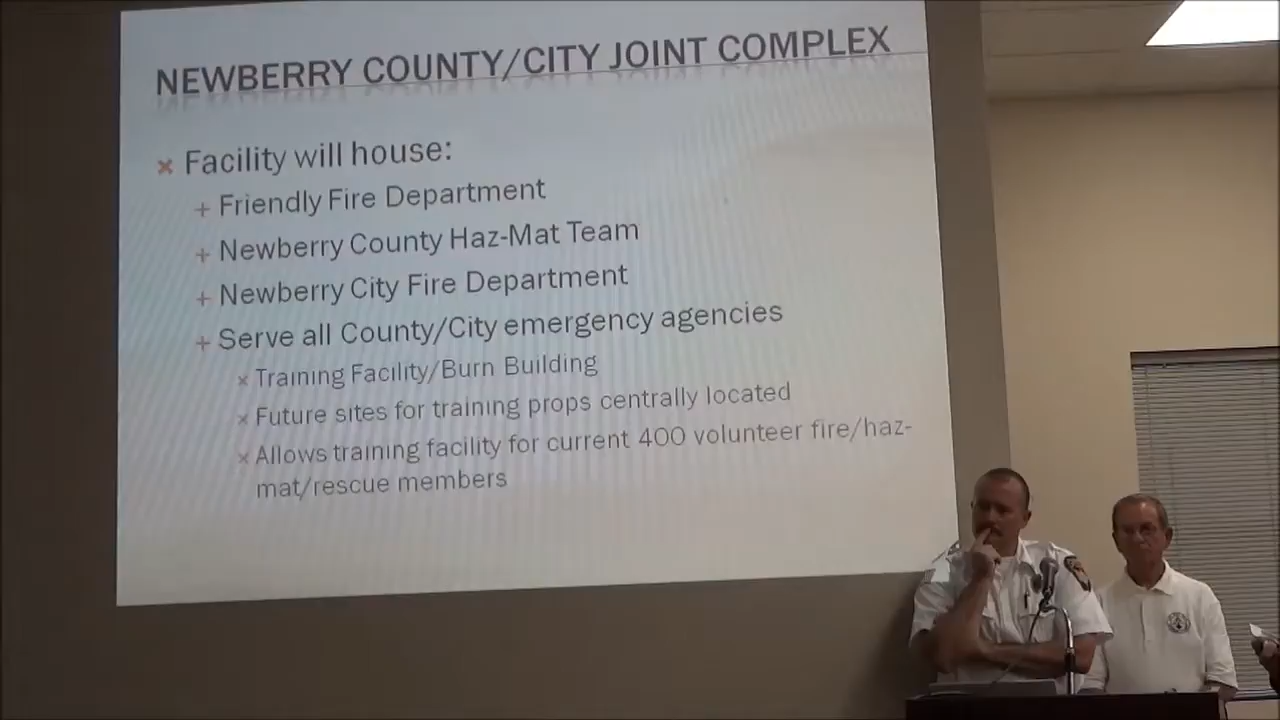 NEWBERRY COUNTY/CITY JOINT COMPLEX
Facility will house:
Friendly Fire Department
Newberry County Haz-Mat Team
Newberry City Fire Department
Serve all County/City emergency agencies
Training Facility/Burn Building
Future sites for training props centrally located
Allows training facility for current 400 volunteer fire/haz-
mat/rescue members